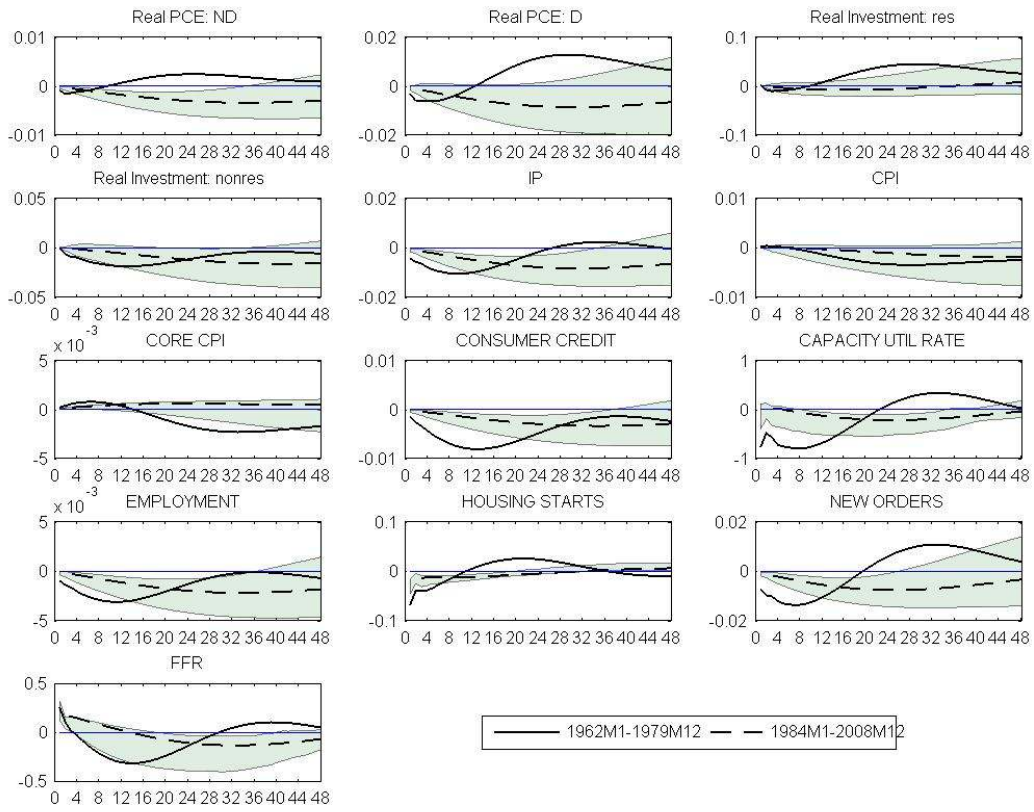 Real PCE: ND Real PCE: D Real Investment: res
0.01 0.02 0.1
0 0 0
-0.01 -0.02 -0.1
0 4 8 12 16 20 24 28 32 36 40 44 48 0 4 8 12 16 20 24 28 32 36 40 44 48 0 4 8 12 16 20 24 28 32 36 40 44 48
Real Investment: nonres IP CPI
0.05 0.02 0.01
0 0 0
-0.05 -0.02 -0.01
0 4 8 12 16 20 24 28 32 36 40 44 48 0 4 8 12 16 20 24 28 32 36 40 44 48 0 4 8 12 16 20 24 28 32 36 40 44 48
x 10^-3 CORE CPI CONSUMER CREDIT CAPACITY UTIL RATE
5 0.01 1
0 0 0
-5 -0.01 -1
0 4 8 12 16 20 24 28 32 36 40 44 48 0 4 8 12 16 20 24 28 32 36 40 44 48 0 4 8 12 16 20 24 28 32 36 40 44 48
x 10^-3 EMPLOYMENT HOUSING STARTS NEW ORDERS
5 0.1 0.02
0 0 0
-5 -0.1 -0.02
0 4 8 12 16 20 24 28 32 36 40 44 48 0 4 8 12 16 20 24 28 32 36 40 44 48 0 4 8 12 16 20 24 28 32 36 40 44 48
FFR
0.5
0
-0.5
0 4 8 12 16 20 24 28 32 36 40 44 48
1962M1-1979M12 1984M1-2008M12